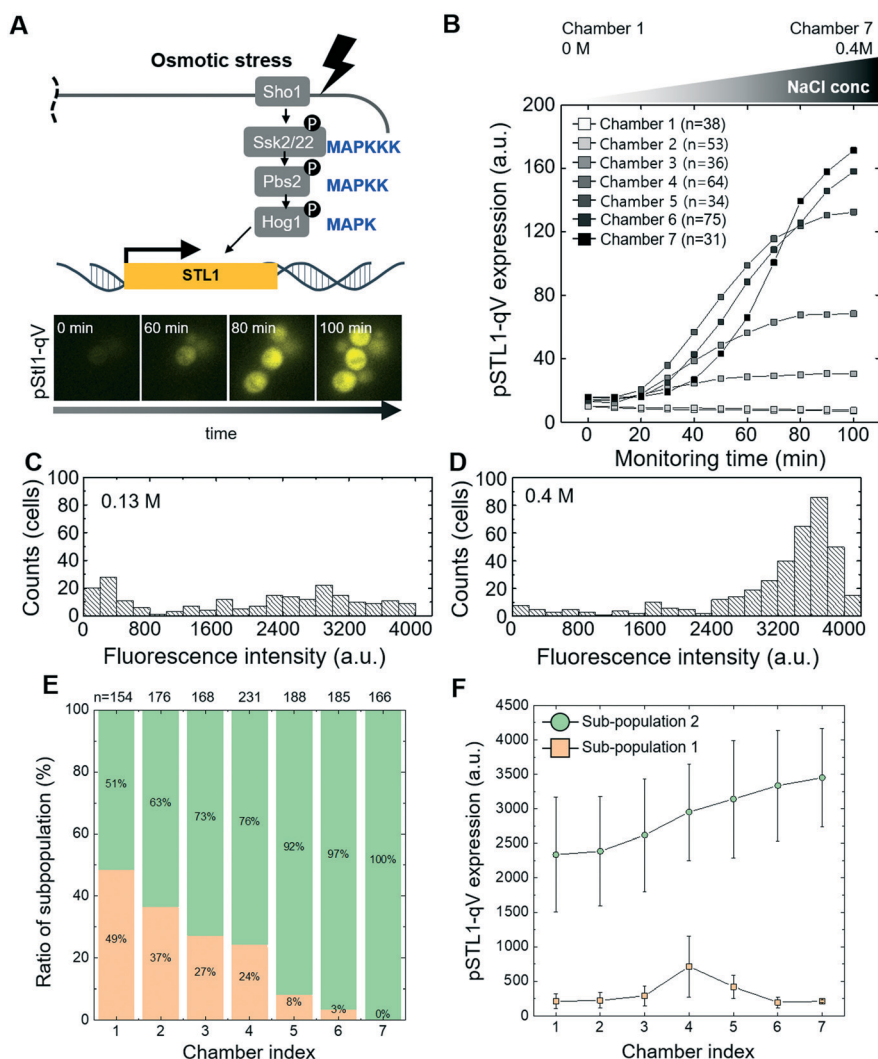 A
Osmotic stress
Sho1
P
Ssk2/22
MAPKKK
P
Pbs2
MAPKK
P
Hog1
MAPK
STL1
pStl1-qV
0 min
60 min
80 min
100 min
time
B
Chamber 1
0 M
Chamber 7
0.4M
NaCl conc
pSTL1-qV expression (a.u.)
200
160
120
80
40
0
Chamber 1 (n=38)
Chamber 2 (n=53)
Chamber 3 (n=36)
Chamber 4 (n=64)
Chamber 5 (n=34)
Chamber 6 (n=75)
Chamber 7 (n=31)
0 20 40 60 80 100
Monitoring time (min)
C
Counts (cells)
100
80
60
40
20
0
0.13 M
0 800 1600 2400 3200 4000
Fluorescence intensity (a.u.)
D
Counts (cells)
100
80
60
40
20
0
0.4 M
0 800 1600 2400 3200 4000
Fluorescence intensity (a.u.)
E
n=154 176 168 231 188 185 166
Ratio of subpopulation (%)
100
80
60
40
20
0
51% 63% 73% 76% 92% 97% 100%
49% 37% 27% 24% 8% 3% 0%
1 2 3 4 5 6 7
Chamber index
F
pSTL1-qV expression (a.u.)
4500
4000
3500
3000
2500
2000
1500
1000
500
0
Sub-population 2
Sub-population 1
1 2 3 4 5 6 7
Chamber index